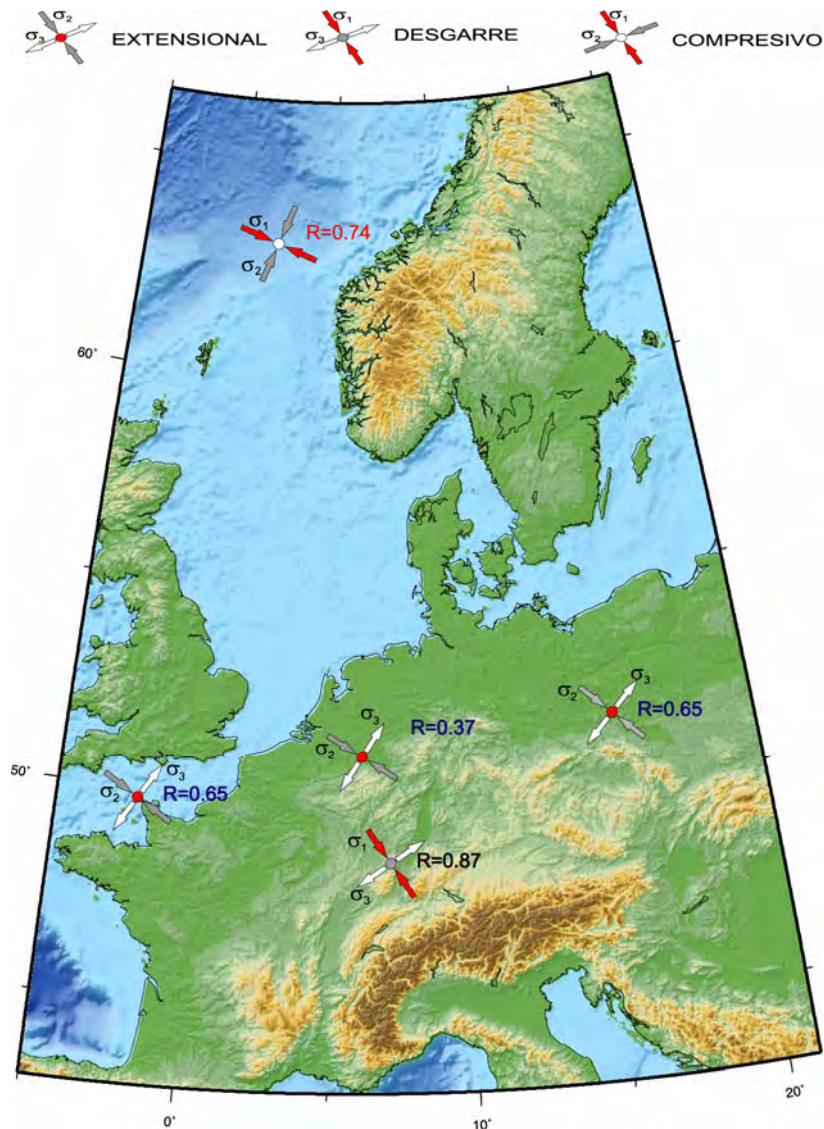 σ2
σ3 EXTENSIONAL
σ1
σ3 DESGARRE
σ1
σ2 COMPRESIVO
σ1 R=0.74
σ2
60°
σ3
σ2 R=0.65
σ3
R=0.37
σ2
50°
σ3
σ2 R=0.65
σ1 R=0.87
σ3
0° 10° 20°